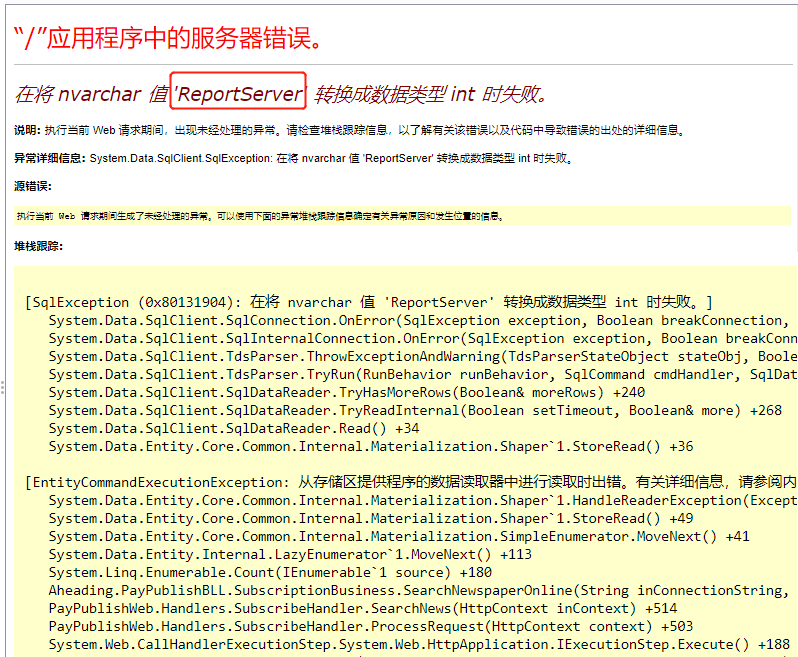 “/”应用程序中的服务器错误。
在将 nvarchar 值 'ReportServer' 转换成数据类型 int 时失败。
说明: 执行当前 Web 请求期间，出现未经处理的异常。请检查堆栈跟踪信息，以了解有关该错误以及代码中导致错误的出处的详细信息。
异常详细信息: System.Data.SqlClient.SqlException: 在将 nvarchar 值 'ReportServer' 转换成数据类型 int 时失败。
源错误:
执行当前 Web 请求期间生成了未经处理的异常。可以使用下面的异常堆栈跟踪信息确定有关异常原因和发生位置的信息。
堆栈跟踪:
[SqlException (0x80131904): 在将 nvarchar 值 'ReportServer' 转换成数据类型 int 时失败。]
System.Data.SqlClient.SqlConnection.OnError(SqlException exception, Boolean breakConnection,
System.Data.SqlClient.SqlInternalConnection.OnError(SqlException exception, Boolean breakConn
System.Data.SqlClient.TdsParser.ThrowExceptionAndWarning(TdsParserStateObject stateObj, Boole
System.Data.SqlClient.TdsParser.TryRun(RunBehavior runBehavior, SqlCommand cmdHandler, SqlDat
System.Data.SqlClient.SqlDataReader.TryHasMoreRows(Boolean& moreRows) +240
System.Data.SqlClient.SqlDataReader.TryReadInternal(Boolean setTimeout, Boolean& more) +268
System.Data.SqlClient.SqlDataReader.Read() +34
System.Data.Entity.Core.Common.Internal.Materialization.Shaper`1.StoreRead() +36
[EntityCommandExecutionException: 从存储区提供程序的数据读取器中进行读取时出错。有关详细信息，请参阅内
System.Data.Entity.Core.Common.Internal.Materialization.Shaper`1.HandleReaderException(Except
System.Data.Entity.Core.Common.Internal.Materialization.Shaper`1.StoreRead() +49
System.Data.Entity.Core.Common.Internal.Materialization.SimpleEnumerator.MoveNext() +41
System.Data.Entity.Internal.LazyEnumerator`1.MoveNext() +113
System.Linq.Enumerable.Count(IEnumerable`1 source) +180
Aheading.PayPublishBLL.SubscriptionBusiness.SearchNewspaperOnline(String inConnectionString,
PayPublishWeb.Handlers.SubscribeHandler.SearchNews(HttpContext inContext) +514
PayPublishWeb.Handlers.SubscribeHandler.ProcessRequest(HttpContext context) +503
System.Web.CallHandlerExecutionStep.System.Web.HttpApplication.IExecutionStep.Execute() +188